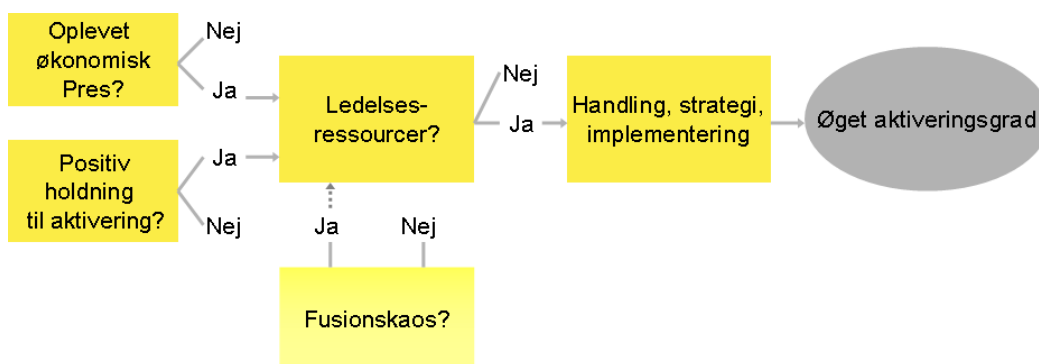 Oplevet
økonomisk
Pres?
Nej
Ja
Positiv
holdning
til aktivering?
Ja
Nej
Ledelses-
ressourcer?
Nej
Ja
Handling, strategi,
implementering
Øget aktiveringsgrad
Ja
Nej
Fusionskaos?